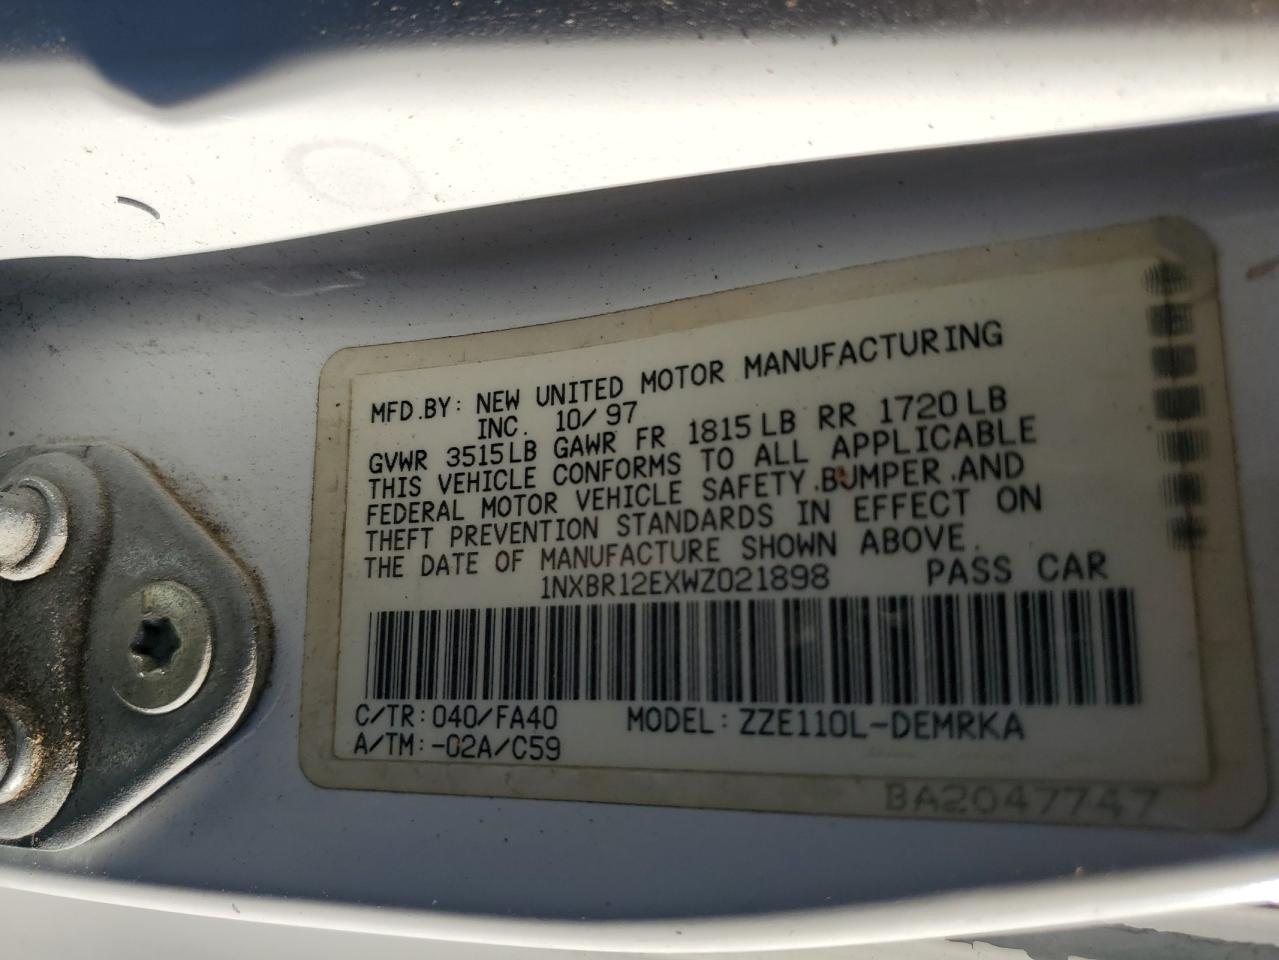 MFD.BY: NEW UNITED MOTOR MANUFACTURING
INC. 10/97
GVWR 3515LB GAWR FR 1815LB RR 1720LB
THIS VEHICLE CONFORMS TO ALL APPLICABLE
FEDERAL MOTOR VEHICLE SAFETY,BUMPER,AND
THEFT PREVENTION STANDARDS IN EFFECT ON
THE DATE OF MANUFACTURE SHOWN ABOVE.
1NXBR12EXWZ021898 PASS CAR
C/TR:040/FA40 MODEL:ZZE110L-DEMRKA
A/TM:-02A/C59
BA2047747